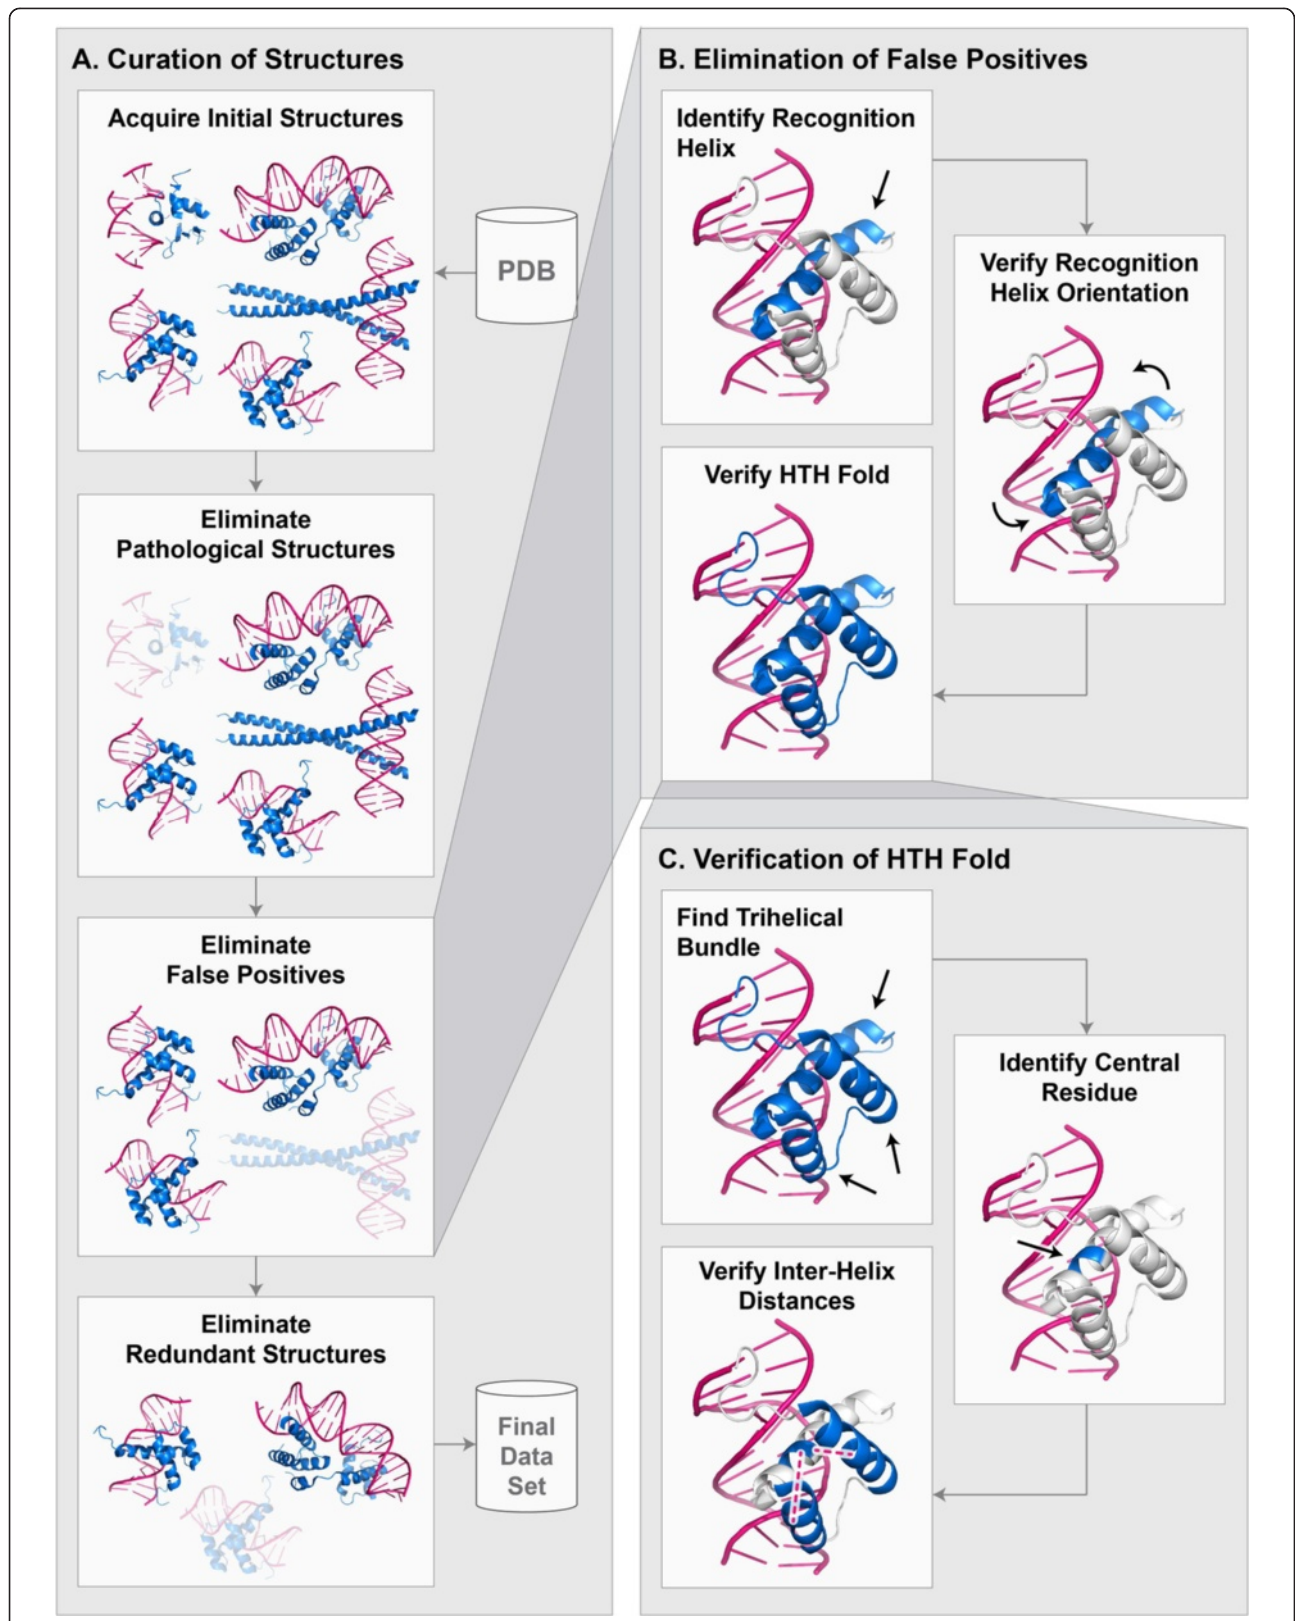 A. Curation of Structures
Acquire Initial Structures
PDB
Eliminate
Pathological Structures
Eliminate
False Positives
Eliminate
Redundant Structures
Final
Data
Set
B. Elimination of False Positives
Identify Recognition
Helix
Verify Recognition
Helix Orientation
Verify HTH Fold
C. Verification of HTH Fold
Find Trihelical
Bundle
Identify Central
Residue
Verify Inter-Helix
Distances